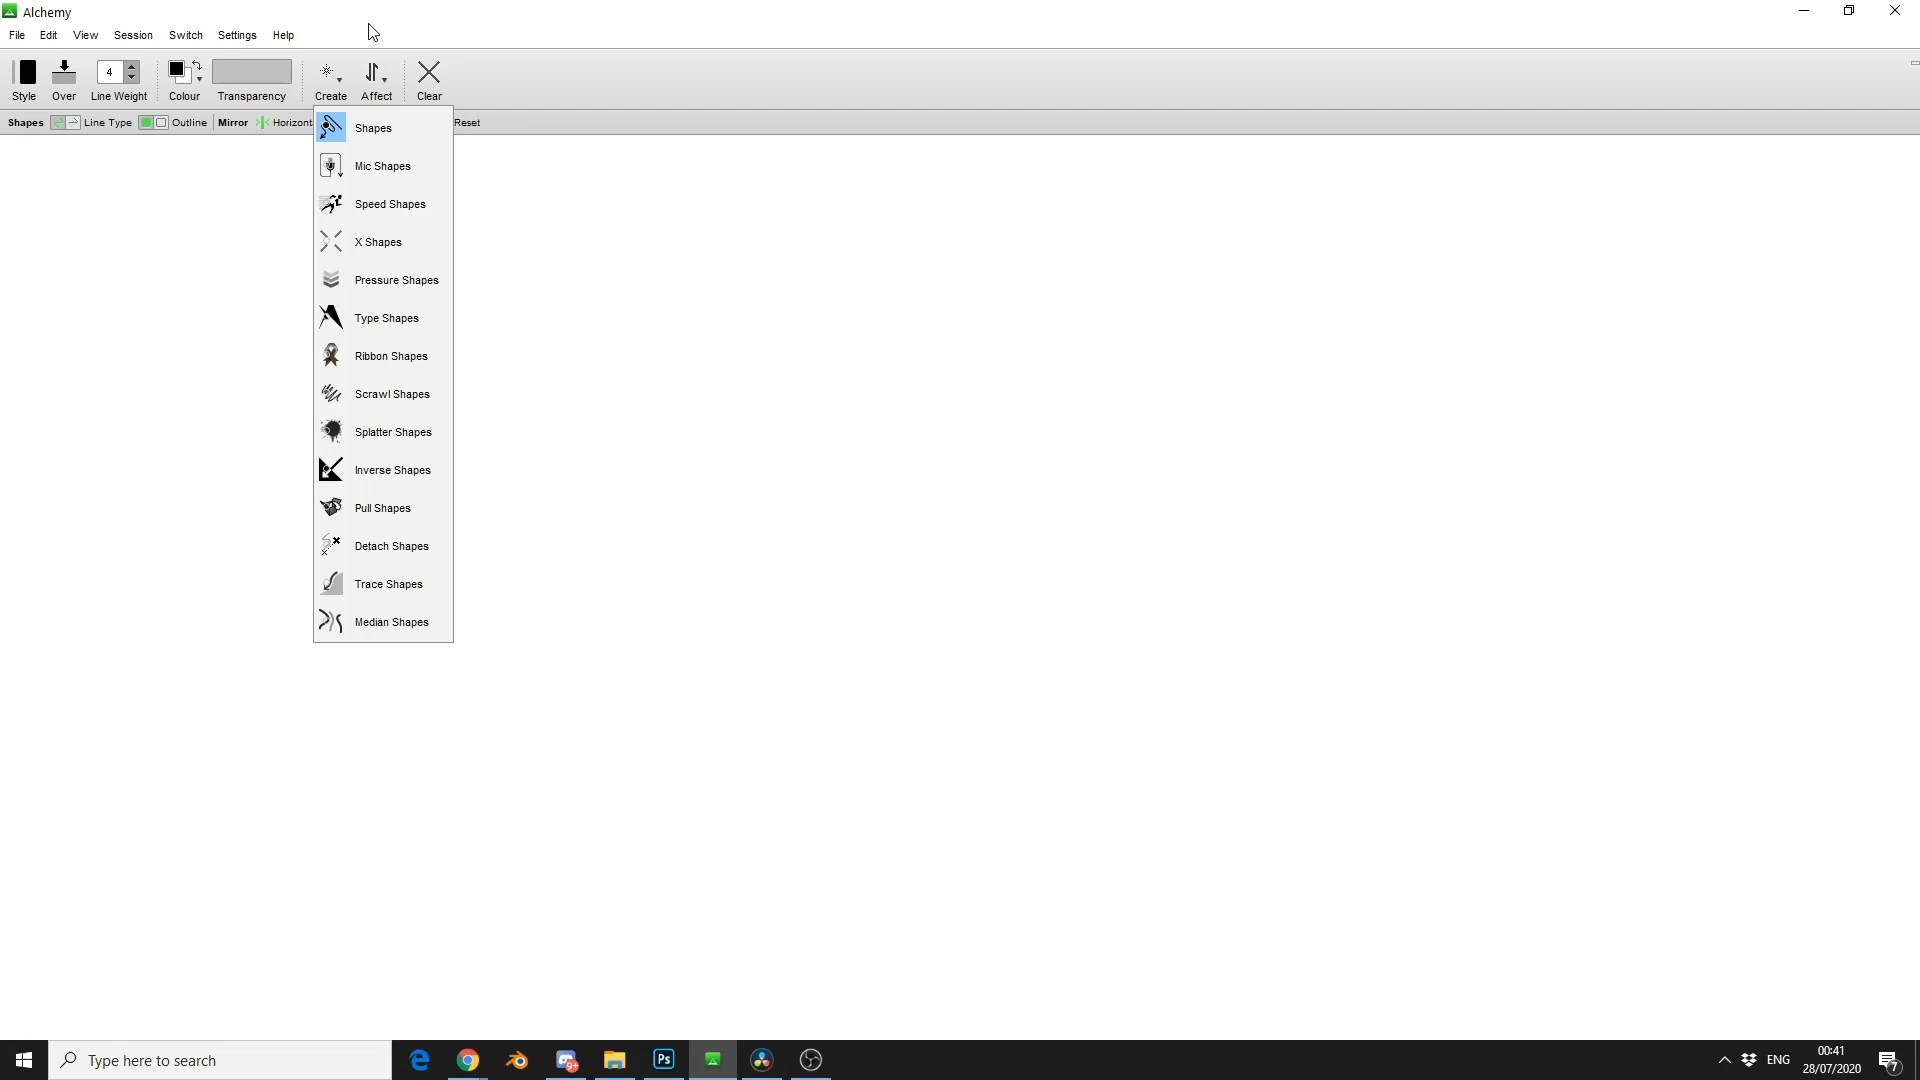 Alchemy
File Edit View Session Switch Settings Help
4
Style Over Line Weight Colour Transparency Create Affect Clear
Shapes Line Type Outline Mirror Horizont Reset
Shapes
Mic Shapes
Speed Shapes
X Shapes
Pressure Shapes
Type Shapes
Ribbon Shapes
Scrawl Shapes
Splatter Shapes
Inverse Shapes
Pull Shapes
Detach Shapes
Trace Shapes
Median Shapes
Type here to search 9+ Ps ENG 00:41 7
28/07/2020